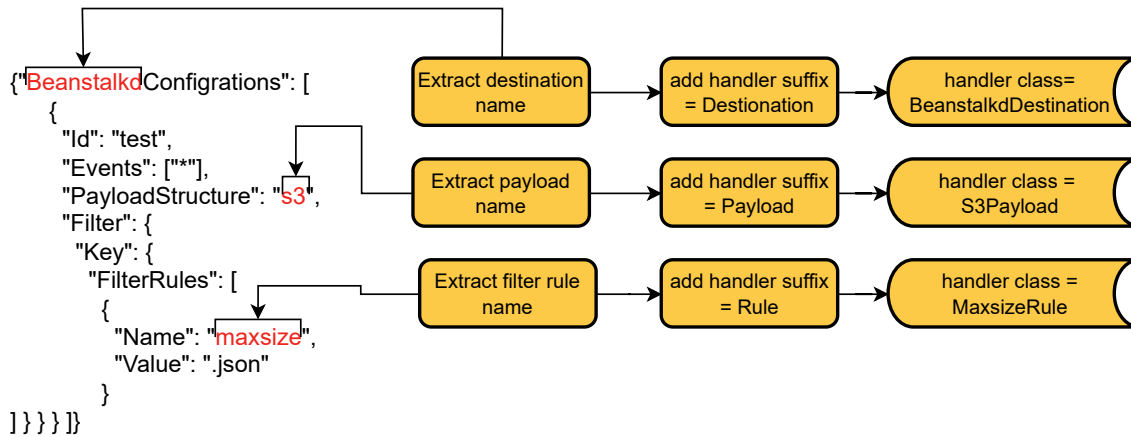 {"BeanstalkdConfigrations": [
{
"Id": "test",
"Events": ["*"],
"PayloadStructure": "s3",
"Filter": {
"Key": {
"FilterRules": [
{
"Name": "maxsize",
"Value": ".json"
}
] } } } ]}
Extract destination
name
add handler suffix
= Destionation
handler class=
BeanstalkdDestination
Extract payload
name
add handler suffix
= Payload
handler class =
S3Payload
Extract filter rule
name
add handler suffix
= Rule
handler class =
MaxsizeRule